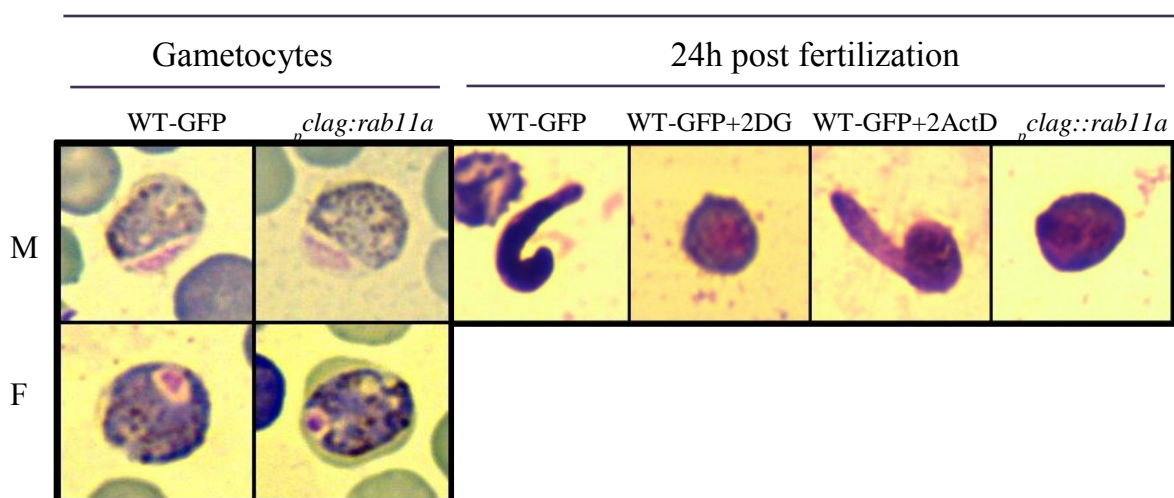 Gametocytes 24h post fertilization
WT-GFP pclag:rab11a WT-GFP WT-GFP+2DG WT-GFP+2ActD pclag::rab11a
M
F